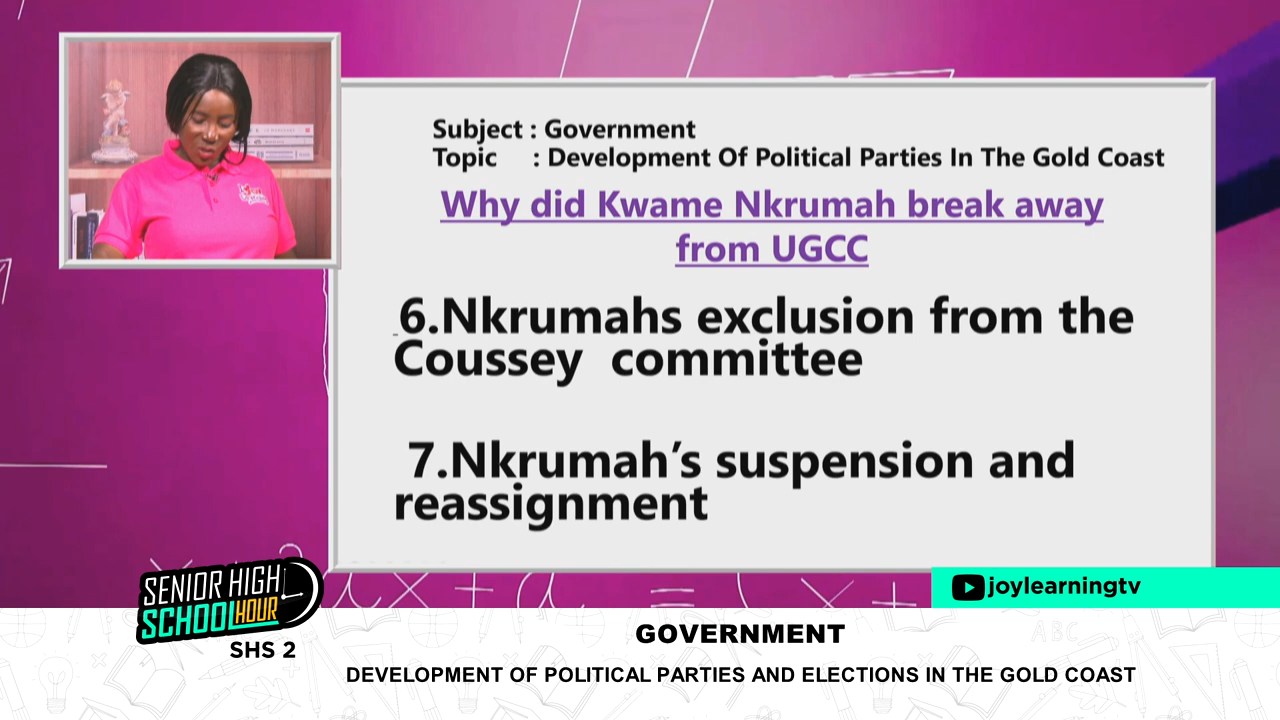 Subject : Government
Topic : Development Of Political Parties In The Gold Coast
Why did Kwame Nkrumah break away
from UGCC
6.Nkrumahs exclusion from the
Coussey committee
7.Nkrumah's suspension and
reassignment
SENIOR HIGH
SCHOOL HOUR
SHS 2
joylearningtv
GOVERNMENT
DEVELOPMENT OF POLITICAL PARTIES AND ELECTIONS IN THE GOLD COAST
ABC